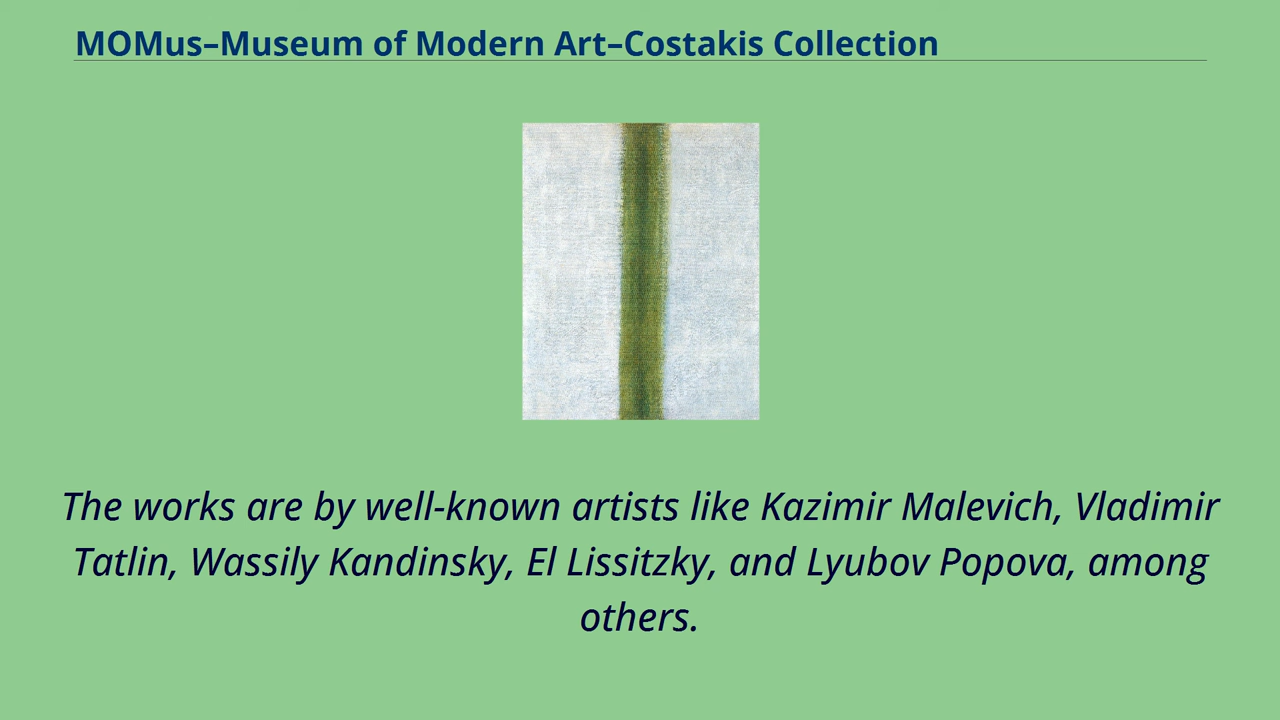 MOMus–Museum of Modern Art–Costakis Collection
The works are by well-known artists like Kazimir Malevich, Vladimir
Tatlin, Wassily Kandinsky, El Lissitzky, and Lyubov Popova, among
others.